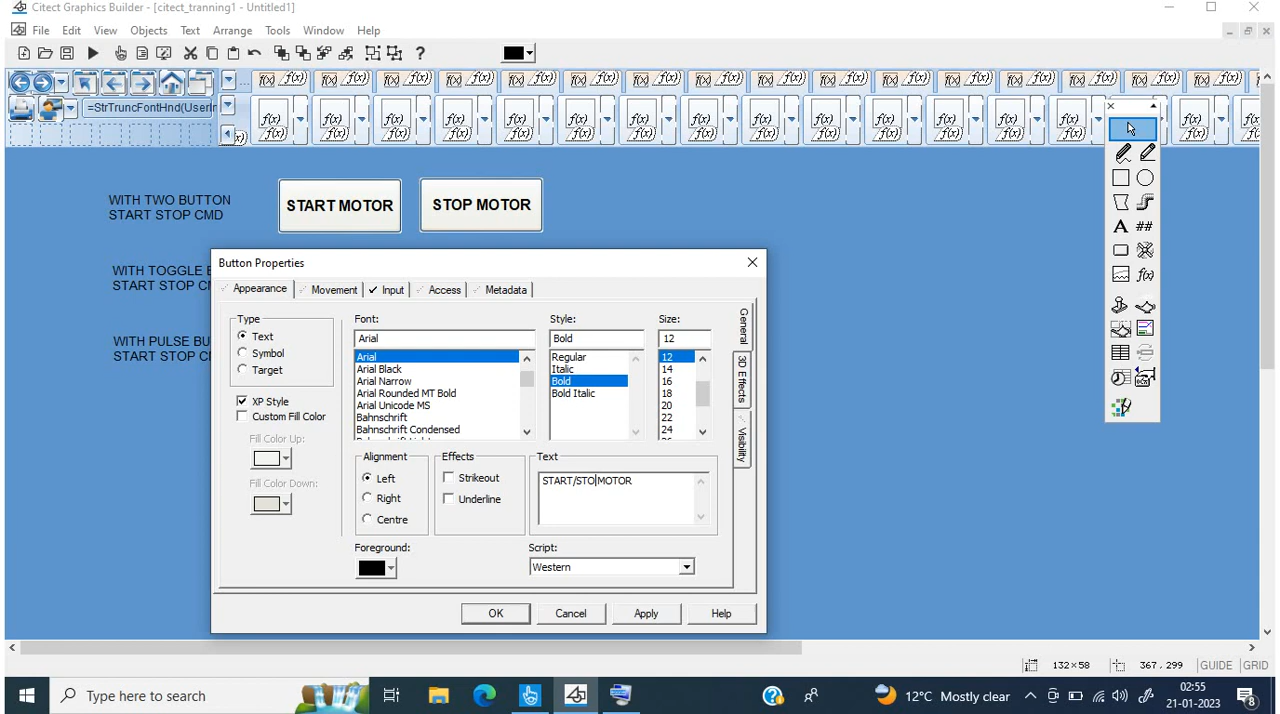 Citect Graphics Builder - [citect_tranning1 - Untitled1]
File Edit View Objects Text Arrange Tools Window Help
=StrTruncFontHnd(UserIn
WITH TWO BUTTON
START STOP CMD
START MOTOR
STOP MOTOR
WITH TOGGLE B
START STOP CM
WITH PULSE BU
START STOP CM
Button Properties
Appearance Movement Input Access Metadata
Type
Text
Symbol
Target
XP Style
Custom Fill Color
Fill Color Up:
Fill Color Down:
Font:
Arial
Arial
Arial Black
Arial Narrow
Arial Rounded MT Bold
Arial Unicode MS
Bahnschrift
Bahnschrift Condensed
Style:
Bold
Regular
Italic
Bold
Bold Italic
Size:
12
12
14
16
18
20
22
24
General
3D Effects
Visibility
Alignment
Left
Right
Centre
Effects
Strikeout
Underline
Text
START/STOMOTOR
Foreground:
Script:
Western
OK Cancel Apply Help
132×58 367,299 GUIDE GRID
Type here to search
12°C Mostly clear
02:55
21-01-2023
8